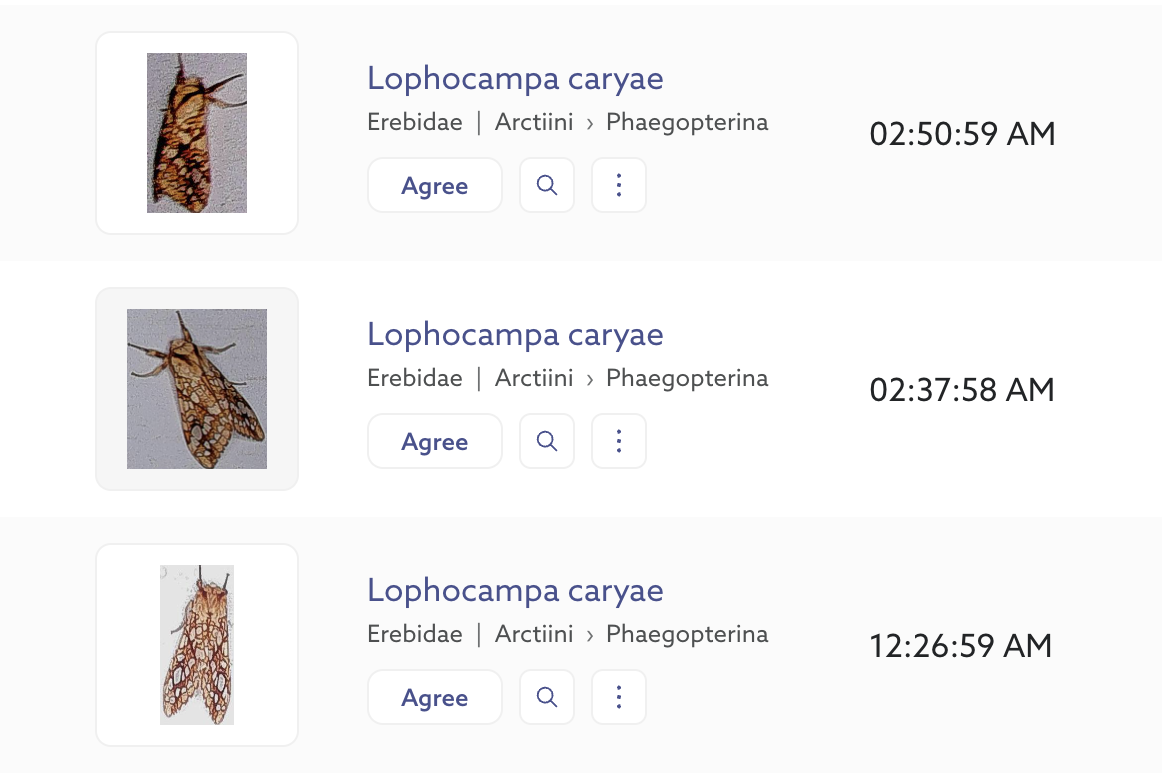 Lophocampa caryae
Erebidae | Arctiini › Phaegopterina
02:50:59 AM
Agree
Lophocampa caryae
Erebidae | Arctiini › Phaegopterina
02:37:58 AM
Agree
Lophocampa caryae
Erebidae | Arctiini › Phaegopterina
12:26:59 AM
Agree